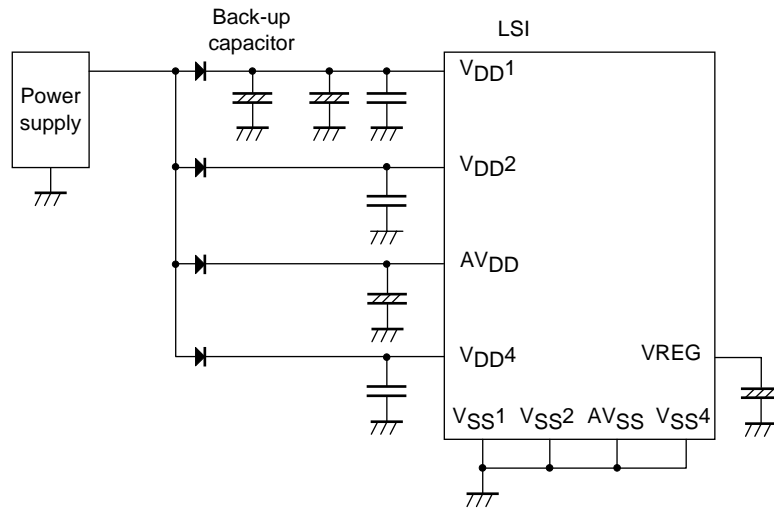 Back-up
capacitor
LSI
Power
supply
VDD1
VDD2
AVDD
VDD4
VREG
VSS1 VSS2 AVSS VSS4